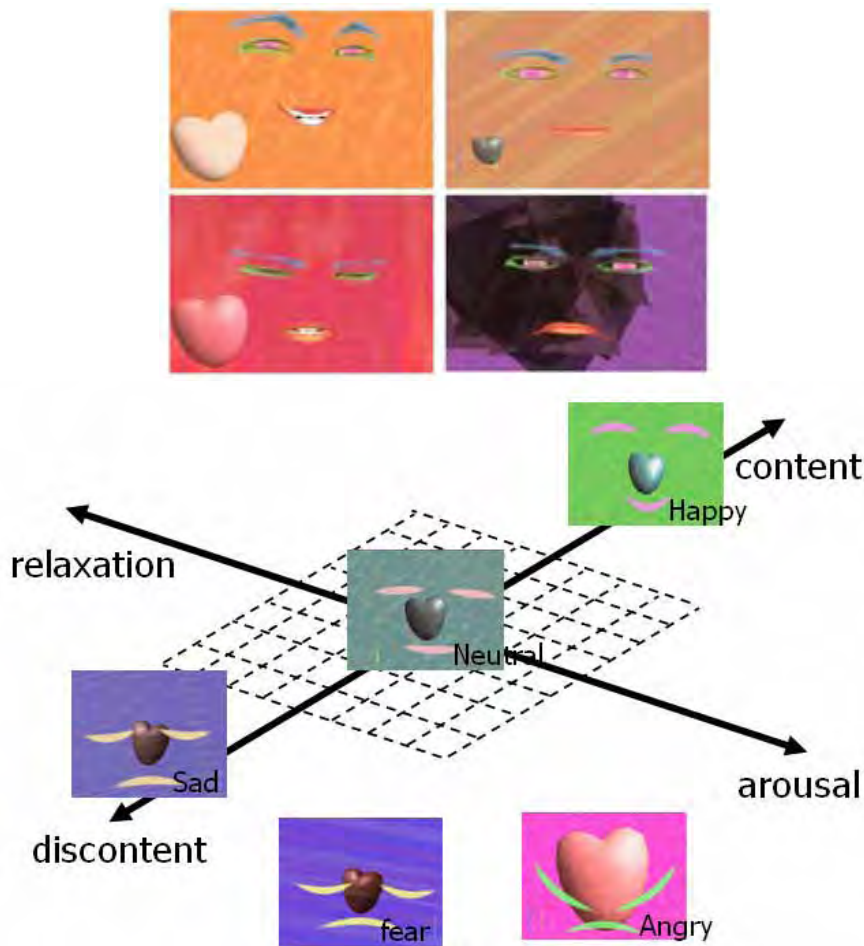 content
Happy
relaxation
Neutral
Sad
arousal
discontent
fear
Angry